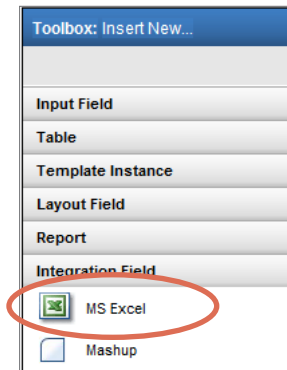 Toolbox: Insert New...
Input Field
Table
Template Instance
Layout Field
Report
Integration Field
MS Excel
Mashup